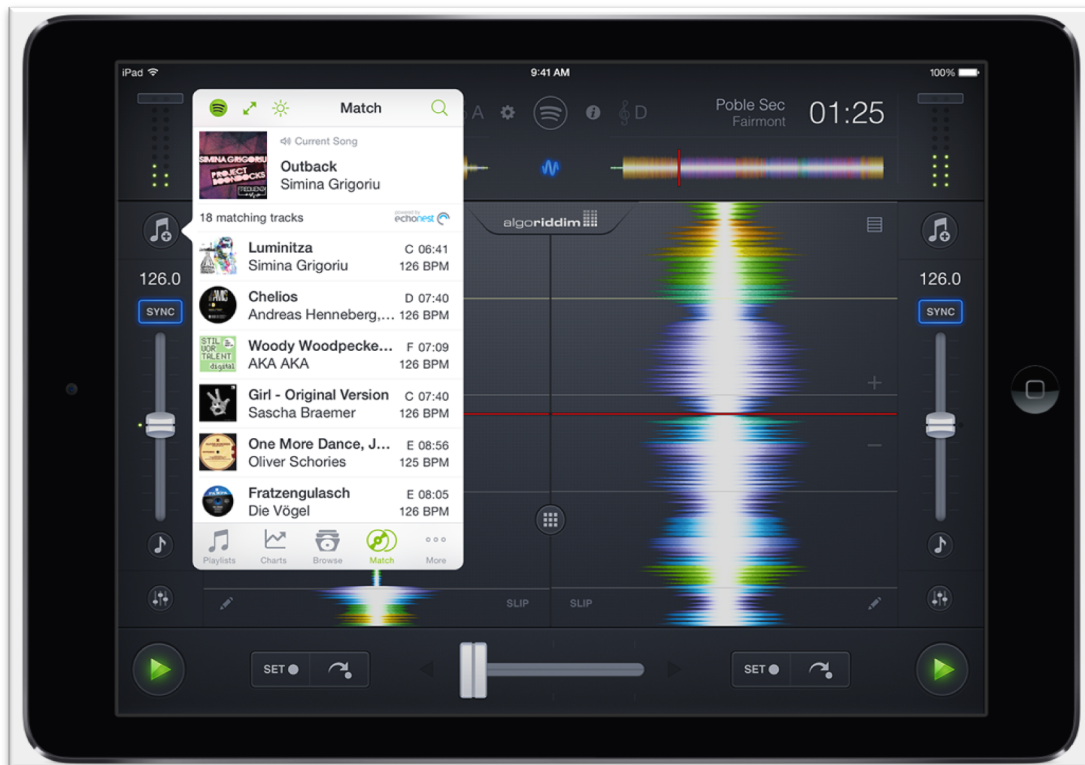 iPad
9:41 AM
100%
Match
A
D
Poble Sec
Fairmont
01:25
Current Song
Outback
Simina Grigoriu
SIMINA GRIGORIU
PROJECT
BOONDOCKS
18 matching tracks
powered by
echonest
algoriddim
Luminitza
C 06:41
Simina Grigoriu
126 BPM
Chelios
D 07:40
Andreas Henneberg,...
126 BPM
STIL
VOR
TALENT
digital
Woody Woodpecke...
F 07:09
AKA AKA
126 BPM
Girl - Original Version
C 07:40
Sascha Braemer
126 BPM
One More Dance, J...
E 08:56
Oliver Schories
125 BPM
Fratzengulasch
E 08:05
Die Vögel
126 BPM
Playlists
Charts
Browse
Match
More
126.0
SYNC
126.0
SYNC
SLIP
SLIP
SET
SET